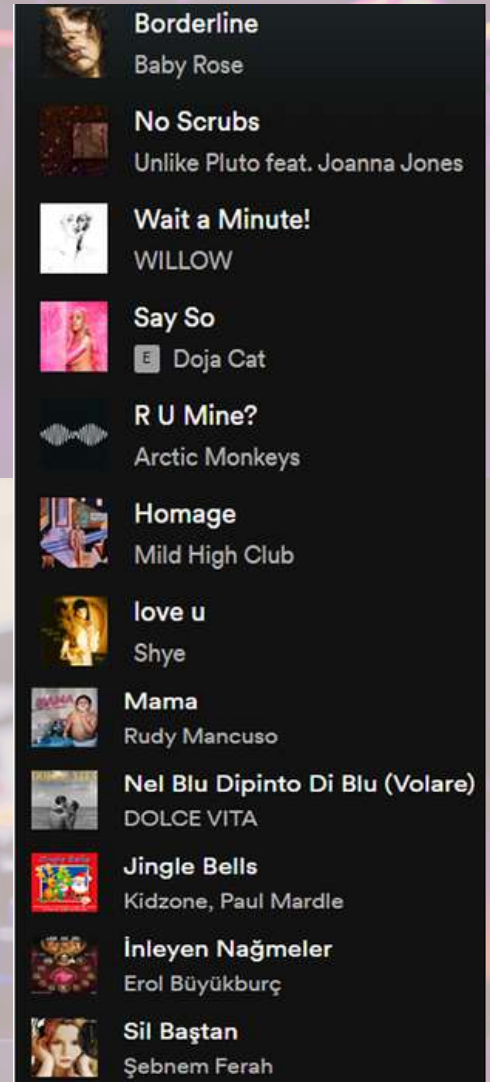 Borderline
Baby Rose
No Scrubs
Unlike Pluto feat. Joanna Jones
Wait a Minute!
WILLOW
Say So
E Doja Cat
R U Mine?
Arctic Monkeys
Homage
Mild High Club
love u
Shye
Mama
Rudy Mancuso
Nel Blu Dipinto Di Blu (Volare)
DOLCE VITA
Jingle Bells
Kidzone, Paul Mardle
İnleyen Nağmeler
Erol Büyükburç
Sil Baştan
Şebnem Ferah